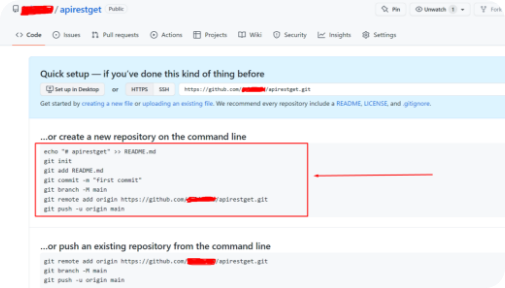 / apirestget Public
Pin Unwatch 1 Fork
<> Code Issues Pull requests Actions Projects Wiki Security Insights Settings
Quick setup — if you've done this kind of thing before
Set up in Desktop or HTTPS SSH https://github.com/ /apirestget.git
Get started by creating a new file or uploading an existing file. We recommend every repository include a README, LICENSE, and .gitignore.
...or create a new repository on the command line
echo "# apirestget" >> README.md
git init
git add README.md
git commit -m "first commit"
git branch -M main
git remote add origin https://github.com/ /apirestget.git
git push -u origin main
...or push an existing repository from the command line
git remote add origin https://github.com/ /apirestget.git
git branch -M main
git push -u origin main